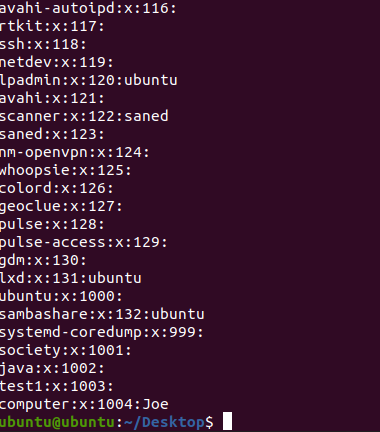 avahi-autoipd:x:116:
rtkit:x:117:
ssh:x:118:
netdev:x:119:
lpadmin:x:120:ubuntu
avahi:x:121:
scanner:x:122:saned
saned:x:123:
nm-openvpn:x:124:
whoopsie:x:125:
colord:x:126:
geoclue:x:127:
pulse:x:128:
pulse-access:x:129:
gdm:x:130:
lxd:x:131:ubuntu
ubuntu:x:1000:
sambashare:x:132:ubuntu
systemd-coredump:x:999:
society:x:1001:
java:x:1002:
test1:x:1003:
computer:x:1004:Joe
ubuntu@ubuntu:~/Desktop$